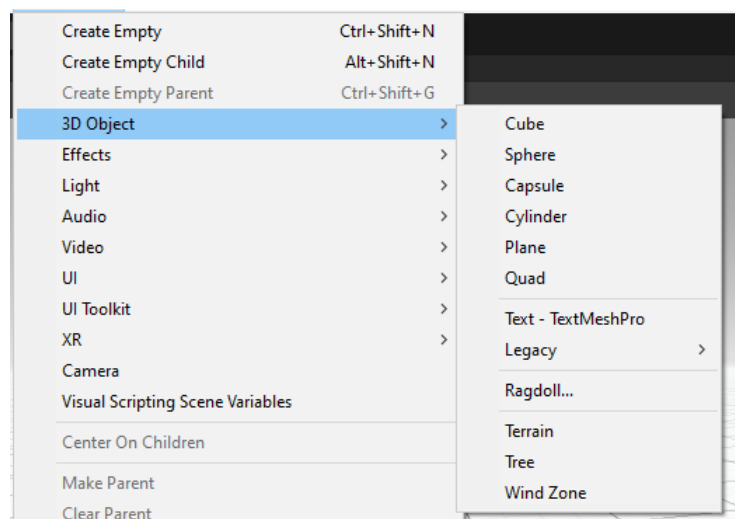 Create Empty Ctrl+Shift+N
Create Empty Child Alt+Shift+N
Create Empty Parent Ctrl+Shift+G
3D Object
Effects
Light
Audio
Video
UI
UI Toolkit
XR
Camera
Visual Scripting Scene Variables
Center On Children
Make Parent
Clear Parent
Cube
Sphere
Capsule
Cylinder
Plane
Quad
Text - TextMeshPro
Legacy
Ragdoll...
Terrain
Tree
Wind Zone